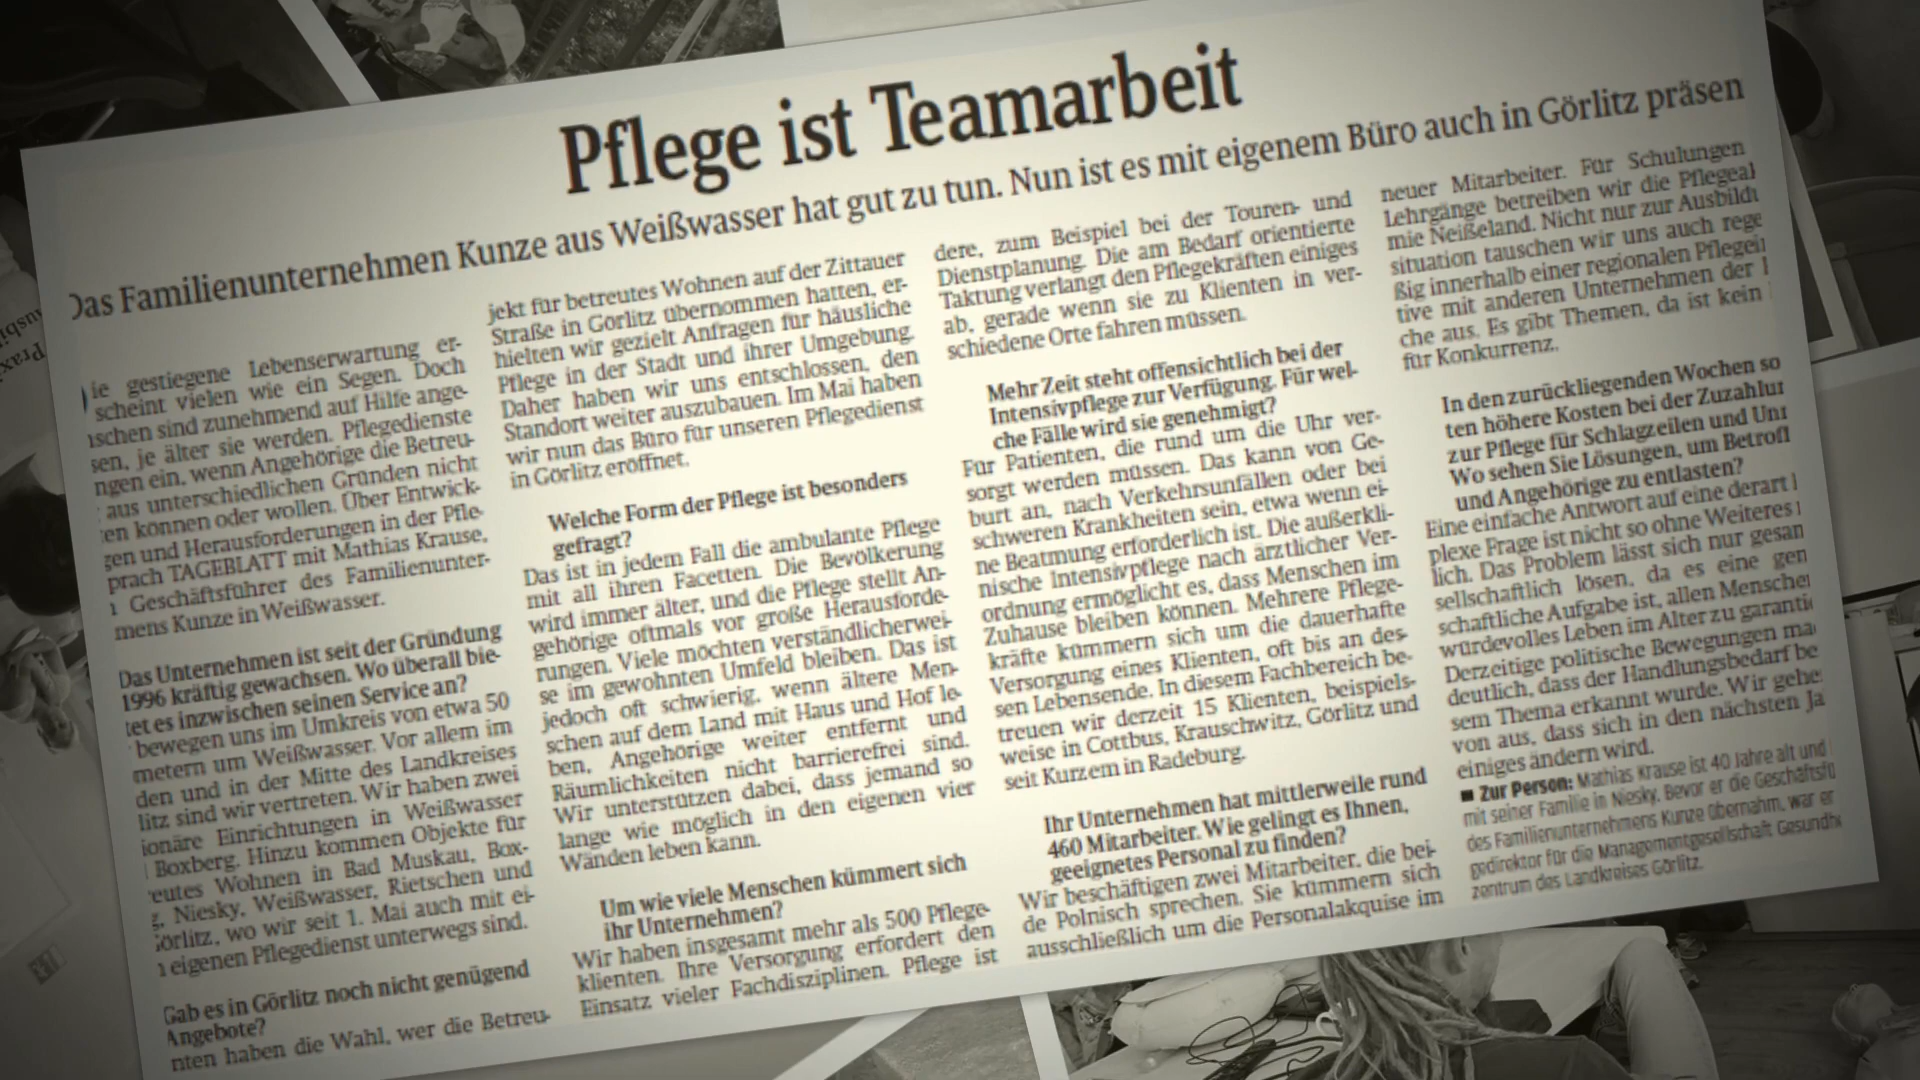 Pflege ist Teamarbeit
Das Familienunternehmen Kunze aus Weißwasser hat gut zu tun. Nun ist es mit eigenem Büro auch in Görlitz präsen
ie gestiegene Lebenserwartung er-
scheint vielen wie ein Segen. Doch
schen sind zunehmend auf Hilfe ange-
sen, je älter sie werden. Pflegedienste
ngen ein, wenn Angehörige die Betreu-
aus unterschiedlichen Gründen nicht
en können oder wollen. Über Entwick-
gen und Herausforderungen in der Pfle-
prach TAGEBLATT mit Mathias Krause,
Geschäftsführer des Familienunter-
mens Kunze in Weißwasser.
Das Unternehmen ist seit der Gründung
1996 kräftig gewachsen. Wo überall bie-
tet es inzwischen seinen Service an?
bewegen uns im Umkreis von etwa 50
metern um Weißwasser. Vor allem im
den und in der Mitte des Landkreises
litz sind wir vertreten. Wir haben zwei
ionäre Einrichtungen in Weißwasser
Boxberg. Hinzu kommen Objekte für
eutes Wohnen in Bad Muskau, Box-
g, Niesky, Weißwasser, Rietschen und
örlitz, wo wir seit 1. Mai auch mit ei-
eigenen Pflegedienst unterwegs sind.
Gab es in Görlitz noch nicht genügend
Angebote?
nten haben die Wahl, wer die Betreu-
jekt für betreutes Wohnen auf der Zittauer
Straße in Görlitz übernommen hatten, er-
hielten wir gezielt Anfragen für häusliche
Pflege in der Stadt und ihrer Umgebung.
Daher haben wir uns entschlossen, den
Standort weiter auszubauen. Im Mai haben
wir nun das Büro für unseren Pflegedienst
in Görlitz eröffnet.
Welche Form der Pflege ist besonders
gefragt?
Das ist in jedem Fall die ambulante Pflege
mit all ihren Facetten. Die Bevölkerung
wird immer älter, und die Pflege stellt An-
gehörige oftmals vor große Herausforde-
rungen. Viele möchten verständlicherwei-
se im gewohnten Umfeld bleiben. Das ist
jedoch oft schwierig, wenn ältere Men-
schen auf dem Land mit Haus und Hof le-
ben, Angehörige weiter entfernt und
Räumlichkeiten nicht barrierefrei sind.
Wir unterstützen dabei, dass jemand so
lange wie möglich in den eigenen vier
Wänden leben kann.
Um wie viele Menschen kümmert sich
ihr Unternehmen?
Wir haben insgesamt mehr als 500 Pflege-
klienten. Ihre Versorgung erfordert den
Einsatz vieler Fachdisziplinen. Pflege ist
dere, zum Beispiel bei der Touren- und
Dienstplanung. Die am Bedarf orientierte
Taktung verlangt den Pflegekräften einiges
ab, gerade wenn sie zu Klienten in ver-
schiedene Orte fahren müssen.
Mehr Zeit steht offensichtlich bei der
Intensivpflege zur Verfügung. Für wel-
che Fälle wird sie genehmigt?
Für Patienten, die rund um die Uhr ver-
sorgt werden müssen. Das kann von Ge-
burt an, nach Verkehrsunfällen oder bei
schweren Krankheiten sein, etwa wenn ei-
ne Beatmung erforderlich ist. Die außerkli-
nische Intensivpflege nach ärztlicher Ver-
ordnung ermöglicht es, dass Menschen im
Zuhause bleiben können. Mehrere Pflege-
kräfte kümmern sich um die dauerhafte
Versorgung eines Klienten, oft bis an des-
sen Lebensende. In diesem Fachbereich be-
treuen wir derzeit 15 Klienten, beispiels-
weise in Cottbus, Krauschwitz, Görlitz und
seit Kurzem in Radeburg.
Ihr Unternehmen hat mittlerweile rund
460 Mitarbeiter. Wie gelingt es Ihnen,
geeignetes Personal zu finden?
Wir beschäftigen zwei Mitarbeiter, die bei-
de Polnisch sprechen. Sie kümmern sich
ausschließlich um die Personalakquise im
neuer Mitarbeiter. Für Schulungen
Lehrgänge betreiben wir die Pflegeak
mie Neißeland. Nicht nur zur Ausbildu
situation tauschen wir uns auch rege
ßig innerhalb einer regionalen Pflegeini
tive mit anderen Unternehmen der
che aus. Es gibt Themen, da ist kein
für Konkurrenz.
In den zurückliegenden Wochen so
ten höhere Kosten bei der Zuzahlun
zur Pflege für Schlagzeilen und Unr
Wo sehen Sie Lösungen, um Betroff
und Angehörige zu entlasten?
Eine einfache Antwort auf eine derart
plexe Frage ist nicht so ohne Weiteres
lich. Das Problem lässt sich nur gesam
sellschaftlich lösen, da es eine gem
schaftliche Aufgabe ist, allen Menschen
würdevolles Leben im Alter zu garantie
Derzeitige politische Bewegungen mac
deutlich, dass der Handlungsbedarf be
sem Thema erkannt wurde. Wir gehe
von aus, dass sich in den nächsten Ja
einiges ändern wird.
■ Zur Person: Mathias Krause ist 40 Jahre alt und
mit seiner Familie in Niesky. Bevor er die Geschäftsfü
des Familienunternehmens Kunze übernahm, war er
gedirektor für die Managementgesellschaft Gesundhe
zentrum des Landkreises Görlitz.